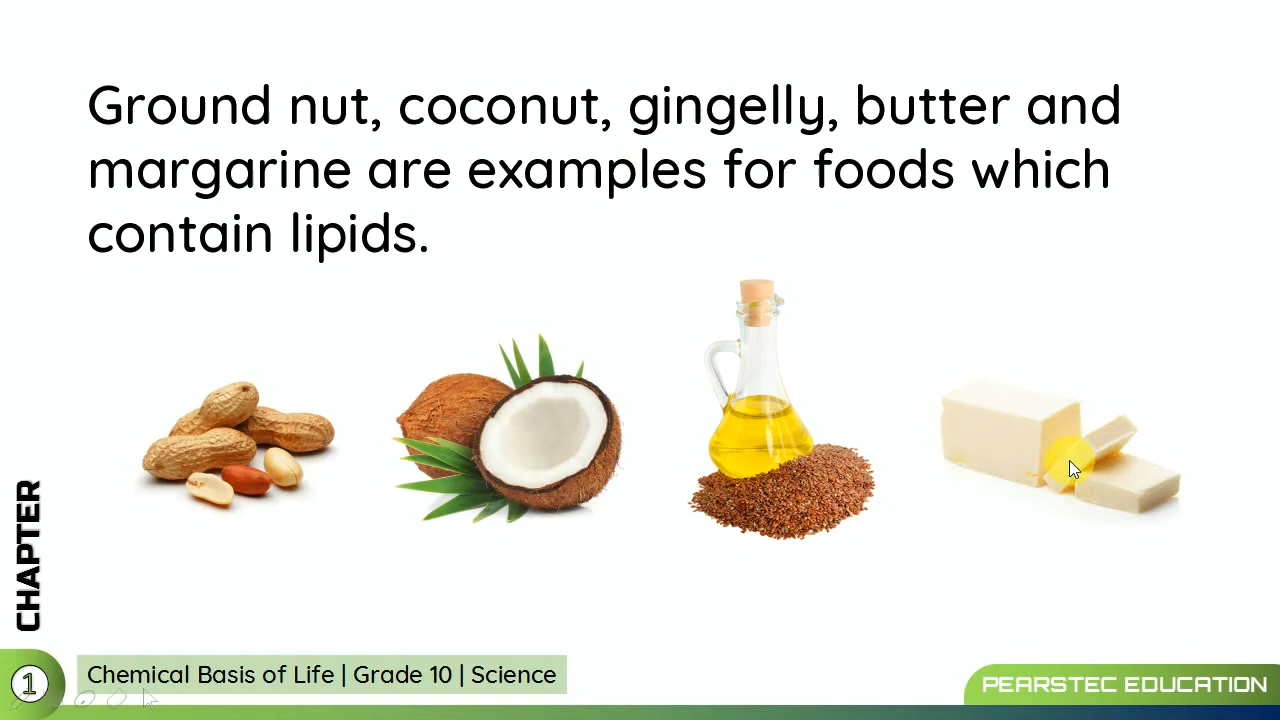 Ground nut, coconut, gingelly, butter and
margarine are examples for foods which
contain lipids.
CHAPTER
1
Chemical Basis of Life | Grade 10 | Science
PEARSTEC EDUCATION